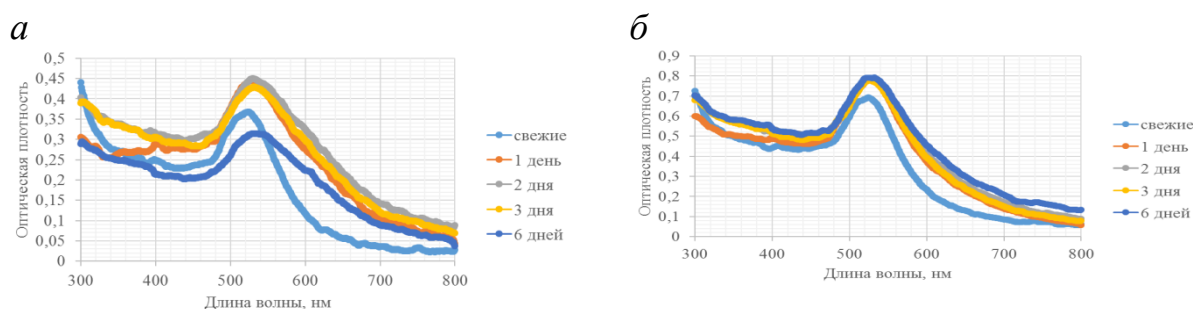 а
б
Оптическая плотность
0,5
0,45
0,4
0,35
0,3
0,25
0,2
0,15
0,1
0,05
0
300 400 500 600 700 800
Длина волны, нм
свежие
1 день
2 дня
3 дня
6 дней
Оптическая плотность
0,9
0,8
0,7
0,6
0,5
0,4
0,3
0,2
0,1
0
300 400 500 600 700 800
Длина волны, нм
свежие
1 день
2 дня
3 дня
6 дней